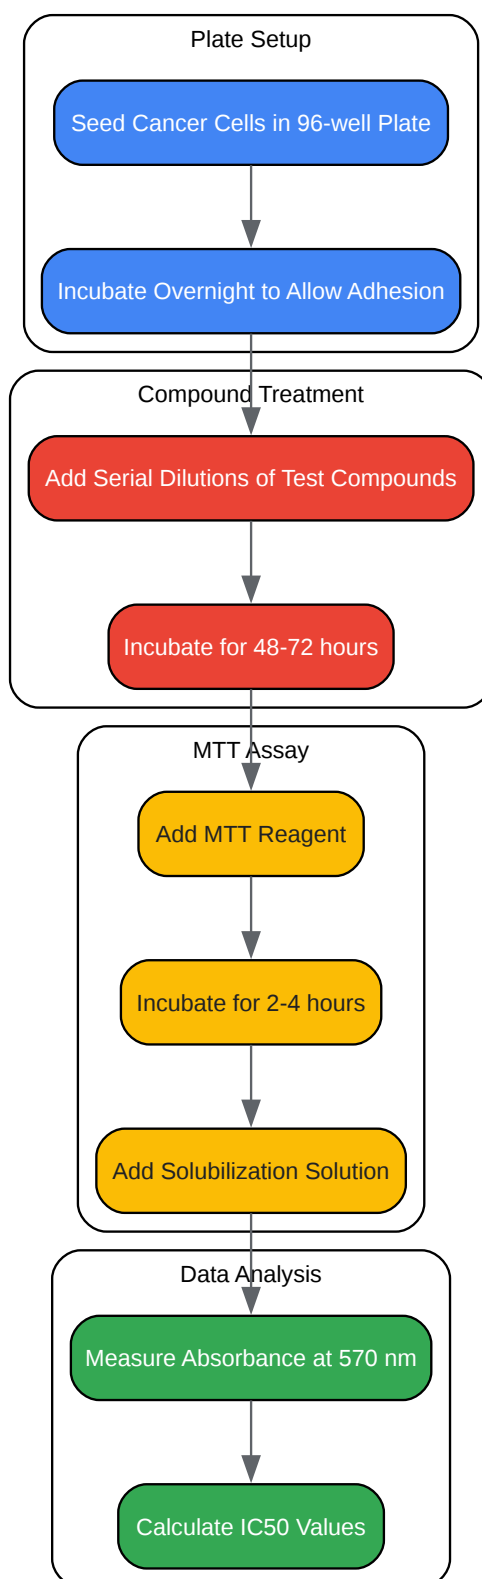 Plate Setup
Seed Cancer Cells in 96-well Plate
Incubate Overnight to Allow Adhesion
Compound Treatment
Add Serial Dilutions of Test Compounds
Incubate for 48-72 hours
MTT Assay
Add MTT Reagent
Incubate for 2-4 hours
Add Solubilization Solution
Data Analysis
Measure Absorbance at 570 nm
Calculate IC50 Values